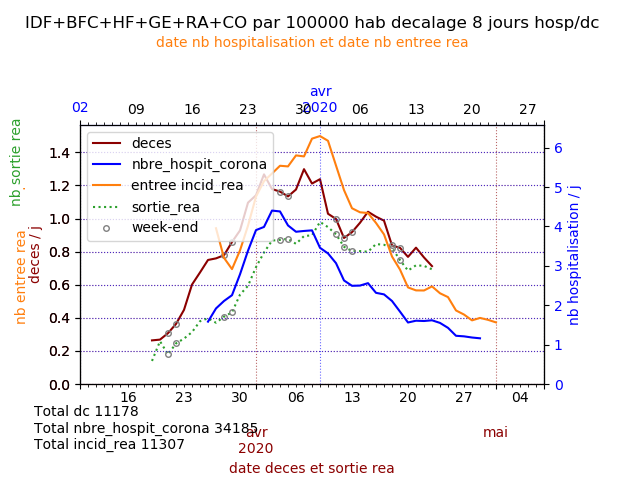 IDF+BFC+HF+GE+RA+CO par 100000 hab decalage 8 jours hosp/dc
date nb hospitalisation et date nb entree rea
avr
2020
02 09 16 23 30 06 13 20 27
deces
nbre_hospit_corona
entree incid_rea
sortie_rea
week-end
nb sortie rea
nb entree rea
deces / j
1.4
1.2
1.0
0.8
0.6
0.4
0.2
0.0
6
5
4
3
2
1
0
nb hospitalisation / j
16 23 30 06 13 20 27 04
Total dc 11178
Total nbre_hospit_corona 34185
Total incid_rea 11307
avr
2020
mai
date deces et sortie rea